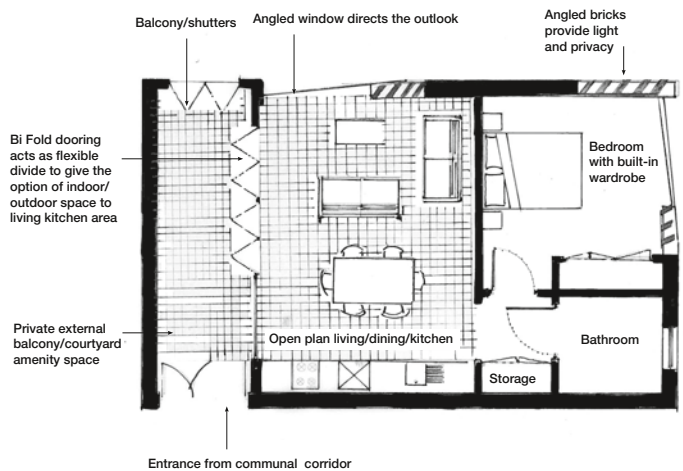 Balcony/shutters
Angled window directs the outlook
Angled bricks
provide light
and privacy
Bi Fold dooring
acts as flexible
divide to give the
option of indoor/
outdoor space to
living kitchen area
Bedroom
with built-in
wardrobe
Private external
balcony/courtyard
amenity space
Open plan living/dining/kitchen
Bathroom
Storage
Entrance from communal corridor